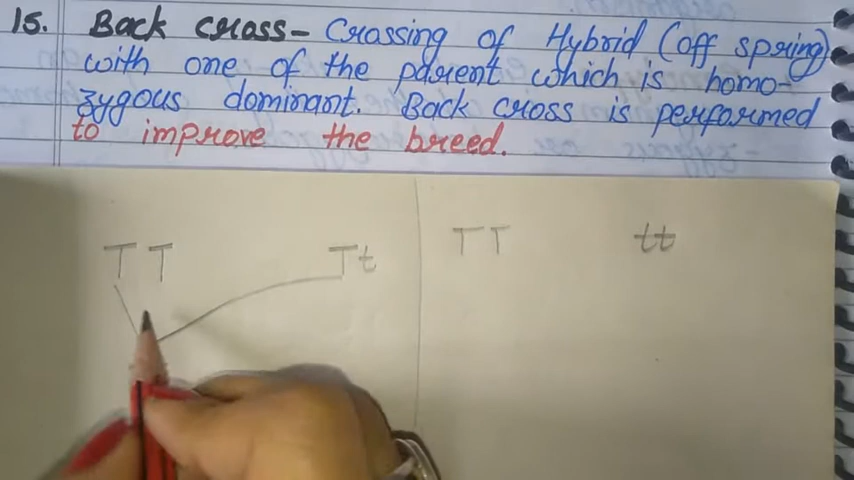 15. Back cross- Crossing of Hybrid (off spring)
with one of the parent which is homo-
zygous dominant. Back cross is performed
to improve the breed.
TT Tt TT tt